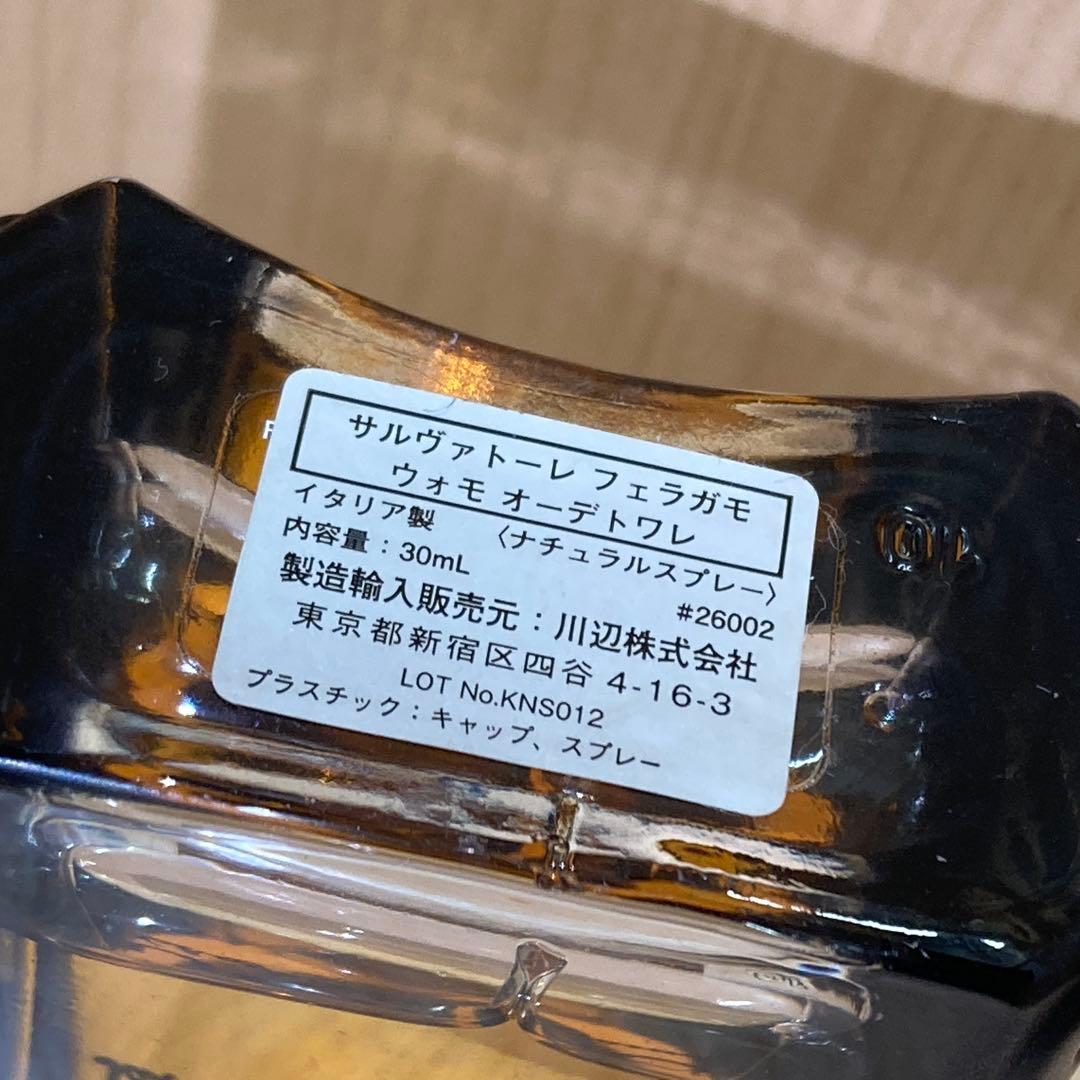 サルヴァトーレ フェラガモ
ウォモ オーデトワレ
イタリア製 〈ナチュラルスプレー〉
内容量：30mL #26002
製造輸入販売元：川辺株式会社
東京都新宿区四谷 4-16-3
LOT No.KNS012
プラスチック：キャップ、スプレー